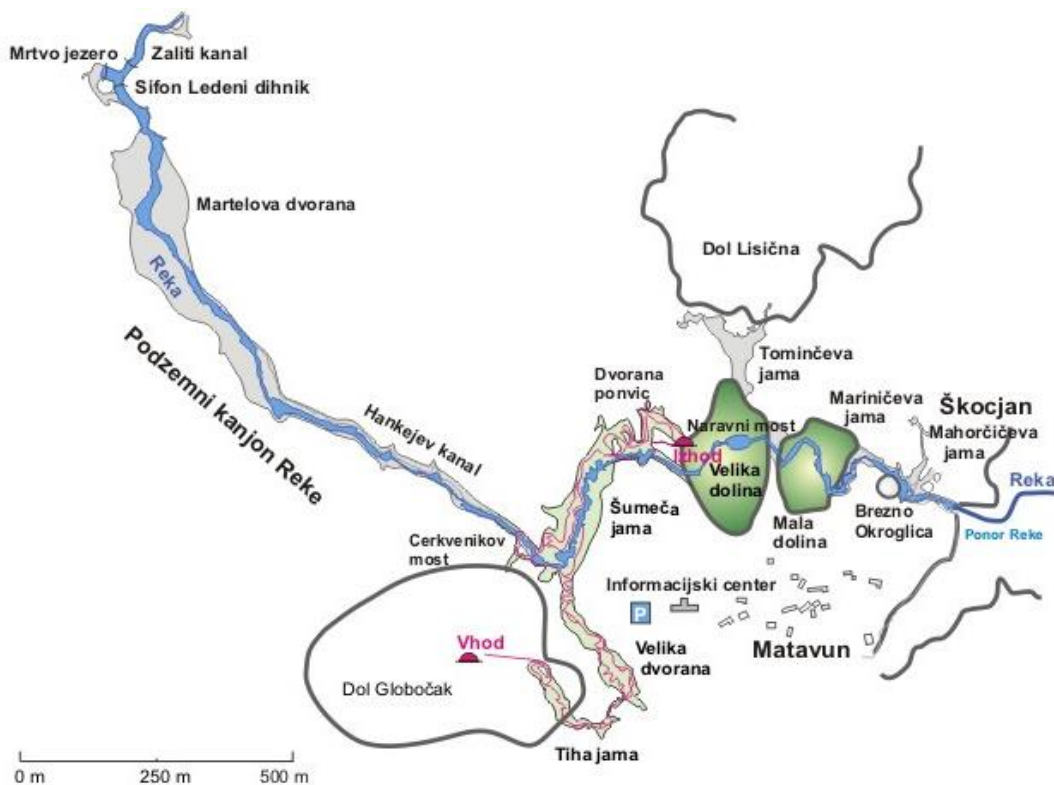 Mrtvo jezero
Zaliti kanal
Sifon Ledeni dihnik
Martelova dvorana
Reka
Podzemni kanjon Reke
Hankejev kanal
Cerkvenikov
most
Dol Lisična
Tominčeva
jama
Dvorana
ponvic
Naravni most
Izhod
Velika
dolina
Šumeča
jama
Mariničeva
jama
Škocjan
Mahorčičeva
jama
Reka
Ponor Reke
Brezno
Okroglica
Mala
dolina
Informacijski center
P
Matavun
Velika
dvorana
Vhod
Dol Globočak
Tiha jama
0 m 250 m 500 m